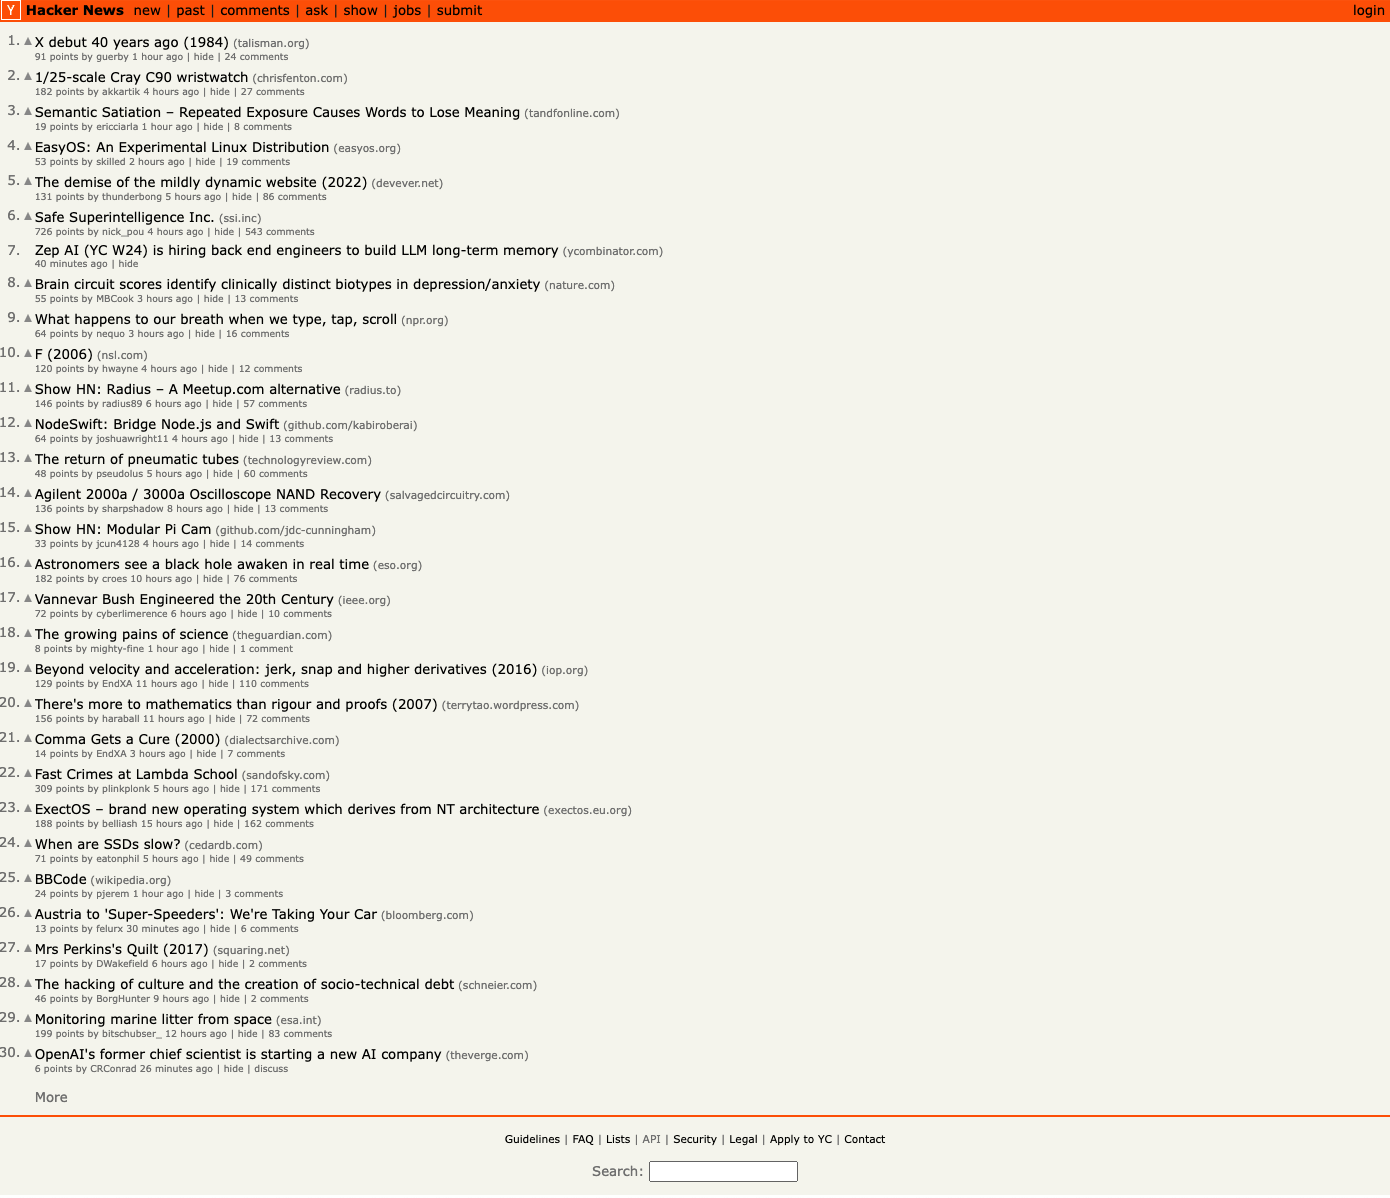 Y Hacker News new | past | comments | ask | show | jobs | submit login
1. ▲ X debut 40 years ago (1984) (talisman.org)
91 points by guerby 1 hour ago | hide | 24 comments
2. ▲ 1/25-scale Cray C90 wristwatch (chrisfenton.com)
182 points by akkartik 4 hours ago | hide | 27 comments
3. ▲ Semantic Satiation – Repeated Exposure Causes Words to Lose Meaning (tandfonline.com)
19 points by ericciarla 1 hour ago | hide | 8 comments
4. ▲ EasyOS: An Experimental Linux Distribution (easyos.org)
53 points by skilled 2 hours ago | hide | 19 comments
5. ▲ The demise of the mildly dynamic website (2022) (devever.net)
131 points by thunderbong 5 hours ago | hide | 86 comments
6. ▲ Safe Superintelligence Inc. (ssi.inc)
726 points by nick_pou 4 hours ago | hide | 543 comments
7. Zep AI (YC W24) is hiring back end engineers to build LLM long-term memory (ycombinator.com)
40 minutes ago | hide
8. ▲ Brain circuit scores identify clinically distinct biotypes in depression/anxiety (nature.com)
55 points by MBCook 3 hours ago | hide | 13 comments
9. ▲ What happens to our breath when we type, tap, scroll (npr.org)
64 points by nequo 3 hours ago | hide | 16 comments
10. ▲ F (2006) (nsl.com)
120 points by hwayne 4 hours ago | hide | 12 comments
11. ▲ Show HN: Radius – A Meetup.com alternative (radius.to)
146 points by radius89 6 hours ago | hide | 57 comments
12. ▲ NodeSwift: Bridge Node.js and Swift (github.com/kabiroberai)
64 points by joshuawright11 4 hours ago | hide | 13 comments
13. ▲ The return of pneumatic tubes (technologyreview.com)
48 points by pseudolus 5 hours ago | hide | 60 comments
14. ▲ Agilent 2000a / 3000a Oscilloscope NAND Recovery (salvagedcircuitry.com)
136 points by sharpshadow 8 hours ago | hide | 13 comments
15. ▲ Show HN: Modular Pi Cam (github.com/jdc-cunningham)
33 points by jcun4128 4 hours ago | hide | 14 comments
16. ▲ Astronomers see a black hole awaken in real time (eso.org)
182 points by croes 10 hours ago | hide | 76 comments
17. ▲ Vannevar Bush Engineered the 20th Century (ieee.org)
72 points by cyberlimerence 6 hours ago | hide | 10 comments
18. ▲ The growing pains of science (theguardian.com)
8 points by mighty-fine 1 hour ago | hide | 1 comment
19. ▲ Beyond velocity and acceleration: jerk, snap and higher derivatives (2016) (iop.org)
129 points by EndXA 11 hours ago | hide | 110 comments
20. ▲ There's more to mathematics than rigour and proofs (2007) (terrytao.wordpress.com)
156 points by haraball 11 hours ago | hide | 72 comments
21. ▲ Comma Gets a Cure (2000) (dialectsarchive.com)
14 points by EndXA 3 hours ago | hide | 7 comments
22. ▲ Fast Crimes at Lambda School (sandofsky.com)
309 points by plinkplonk 5 hours ago | hide | 171 comments
23. ▲ ExectOS – brand new operating system which derives from NT architecture (exectos.eu.org)
188 points by belliash 15 hours ago | hide | 162 comments
24. ▲ When are SSDs slow? (cedardb.com)
71 points by eatonphil 5 hours ago | hide | 49 comments
25. ▲ BBCode (wikipedia.org)
24 points by pjerem 1 hour ago | hide | 3 comments
26. ▲ Austria to 'Super-Speeders': We're Taking Your Car (bloomberg.com)
13 points by felurx 30 minutes ago | hide | 6 comments
27. ▲ Mrs Perkins's Quilt (2017) (squaring.net)
17 points by DWakefield 6 hours ago | hide | 2 comments
28. ▲ The hacking of culture and the creation of socio-technical debt (schneier.com)
46 points by BorgHunter 9 hours ago | hide | 2 comments
29. ▲ Monitoring marine litter from space (esa.int)
199 points by bitschubser_ 12 hours ago | hide | 83 comments
30. ▲ OpenAI's former chief scientist is starting a new AI company (theverge.com)
6 points by CRConrad 26 minutes ago | hide | discuss
More
Guidelines | FAQ | Lists | API | Security | Legal | Apply to YC | Contact
Search: